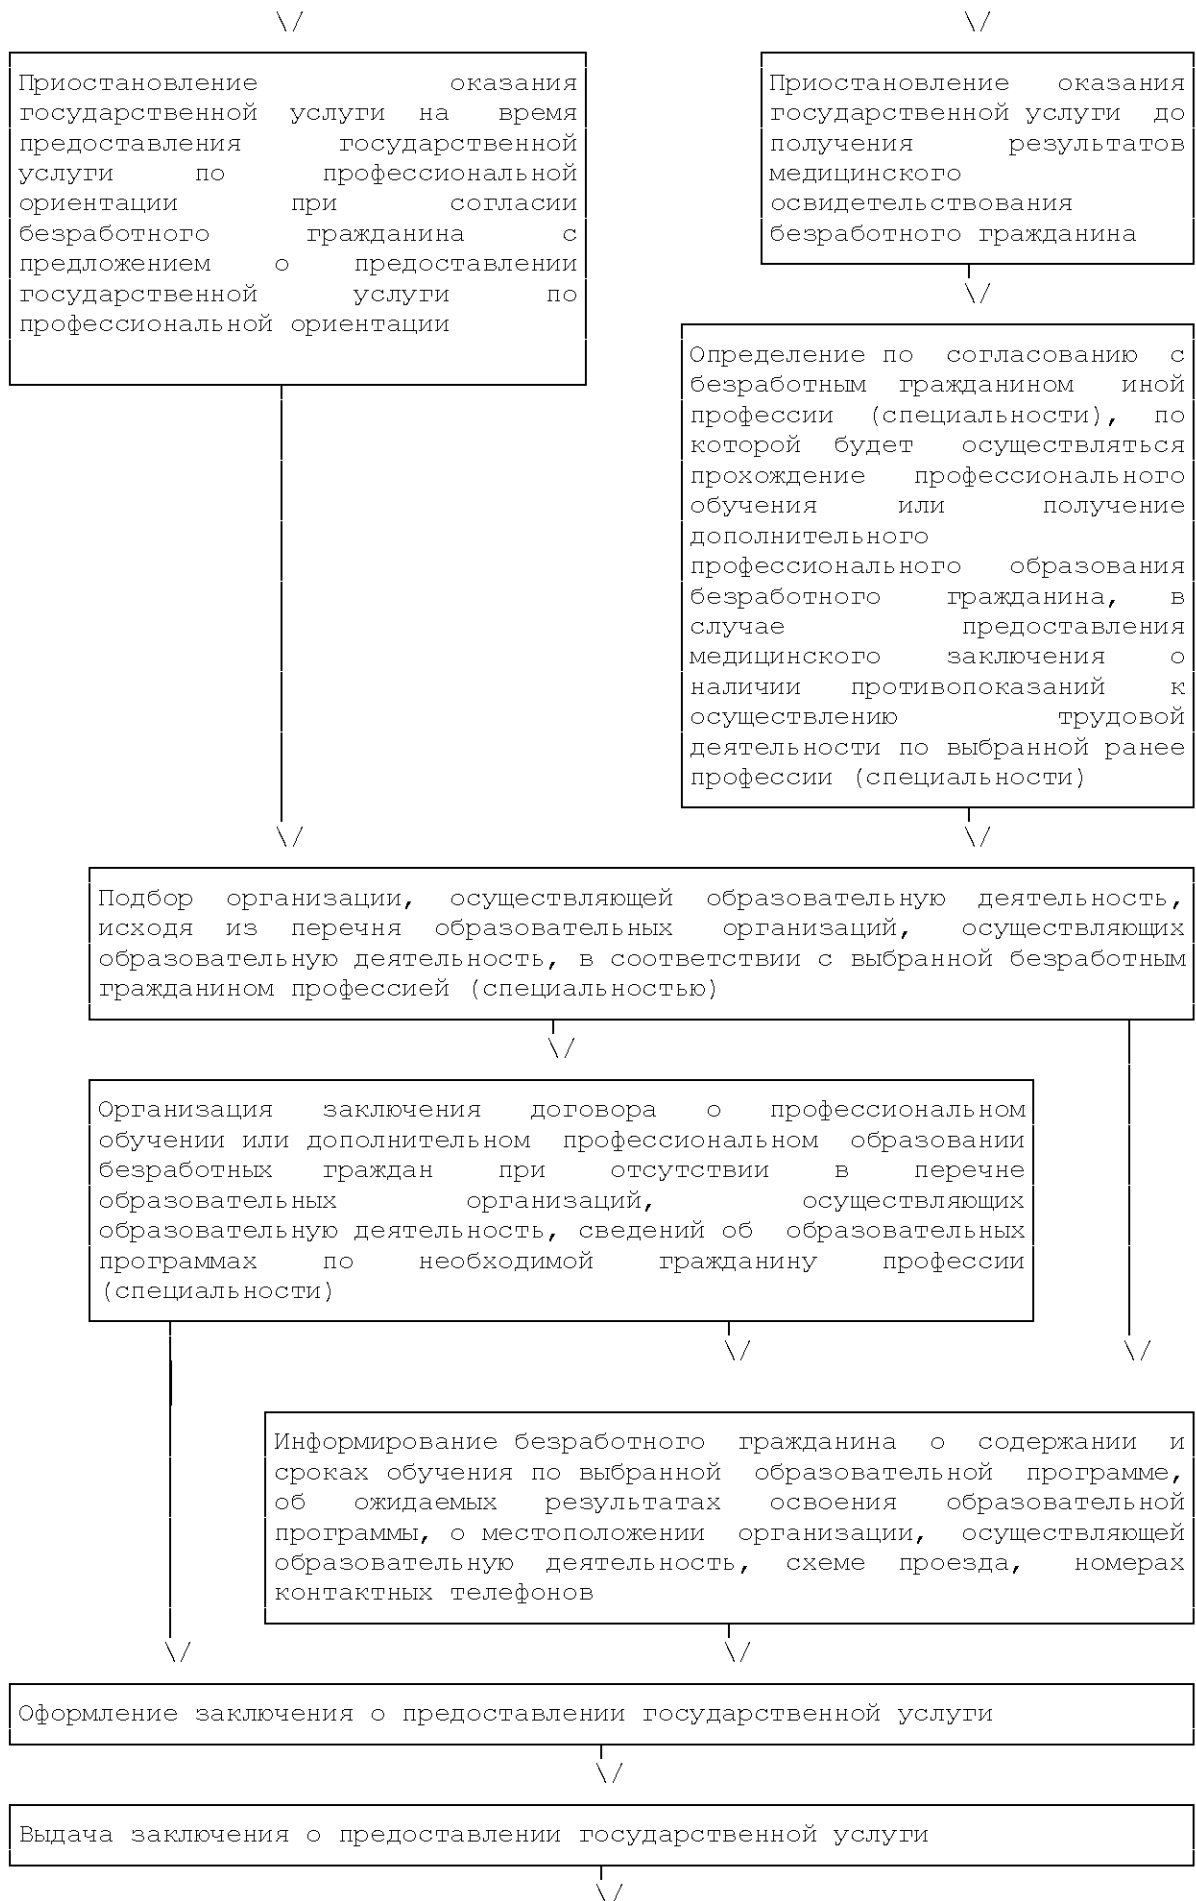 Приостановление оказания
государственной услуги на время
предоставления государственной
услуги по профессиональной
ориентации при согласии
безработного гражданина с
предложением о предоставлении
государственной услуги по
профессиональной ориентации
Приостановление оказания
государственной услуги до
получения результатов
медицинского
освидетельствования
безработного гражданина
Определение по согласованию с
безработным гражданином иной
профессии (специальности), по
которой будет осуществляться
прохождение профессионального
обучения или получение
дополнительного
профессионального образования
безработного гражданина, в
случае предоставления
медицинского заключения о
наличии противопоказаний к
осуществлению трудовой
деятельности по выбранной ранее
профессии (специальности)
Подбор организации, осуществляющей образовательную деятельность,
исходя из перечня образовательных организаций, осуществляющих
образовательную деятельность, в соответствии с выбранной безработным
гражданином профессией (специальностью)
Организация заключения договора о профессиональном
обучении или дополнительном профессиональном образовании
безработных граждан при отсутствии в перечне
образовательных организаций, осуществляющих
образовательную деятельность, сведений об образовательных
программах по необходимой гражданину профессии
(специальности)
Информирование безработного гражданина о содержании и
сроках обучения по выбранной образовательной программе,
об ожидаемых результатах освоения образовательной
программы, о местоположении организации, осуществляющей
образовательную деятельность, схеме проезда, номерах
контактных телефонов
Оформление заключения о предоставлении государственной услуги
Выдача заключения о предоставлении государственной услуги